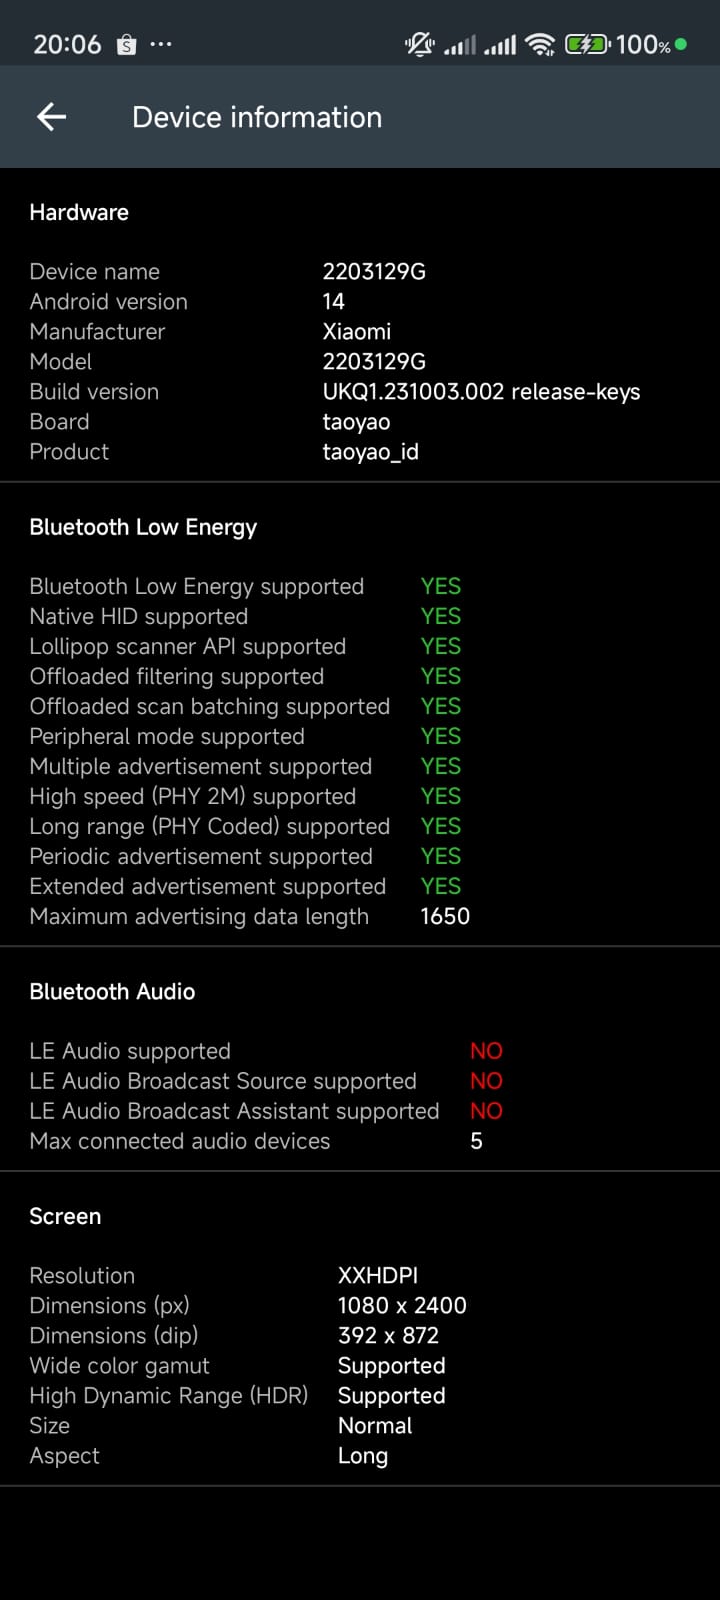 20:06 ... 100%
Device information
Hardware
Device name 2203129G
Android version 14
Manufacturer Xiaomi
Model 2203129G
Build version UKQ1.231003.002 release-keys
Board taoyao
Product taoyao_id
Bluetooth Low Energy
Bluetooth Low Energy supported YES
Native HID supported YES
Lollipop scanner API supported YES
Offloaded filtering supported YES
Offloaded scan batching supported YES
Peripheral mode supported YES
Multiple advertisement supported YES
High speed (PHY 2M) supported YES
Long range (PHY Coded) supported YES
Periodic advertisement supported YES
Extended advertisement supported YES
Maximum advertising data length 1650
Bluetooth Audio
LE Audio supported NO
LE Audio Broadcast Source supported NO
LE Audio Broadcast Assistant supported NO
Max connected audio devices 5
Screen
Resolution XXHDPI
Dimensions (px) 1080 x 2400
Dimensions (dip) 392 x 872
Wide color gamut Supported
High Dynamic Range (HDR) Supported
Size Normal
Aspect Long